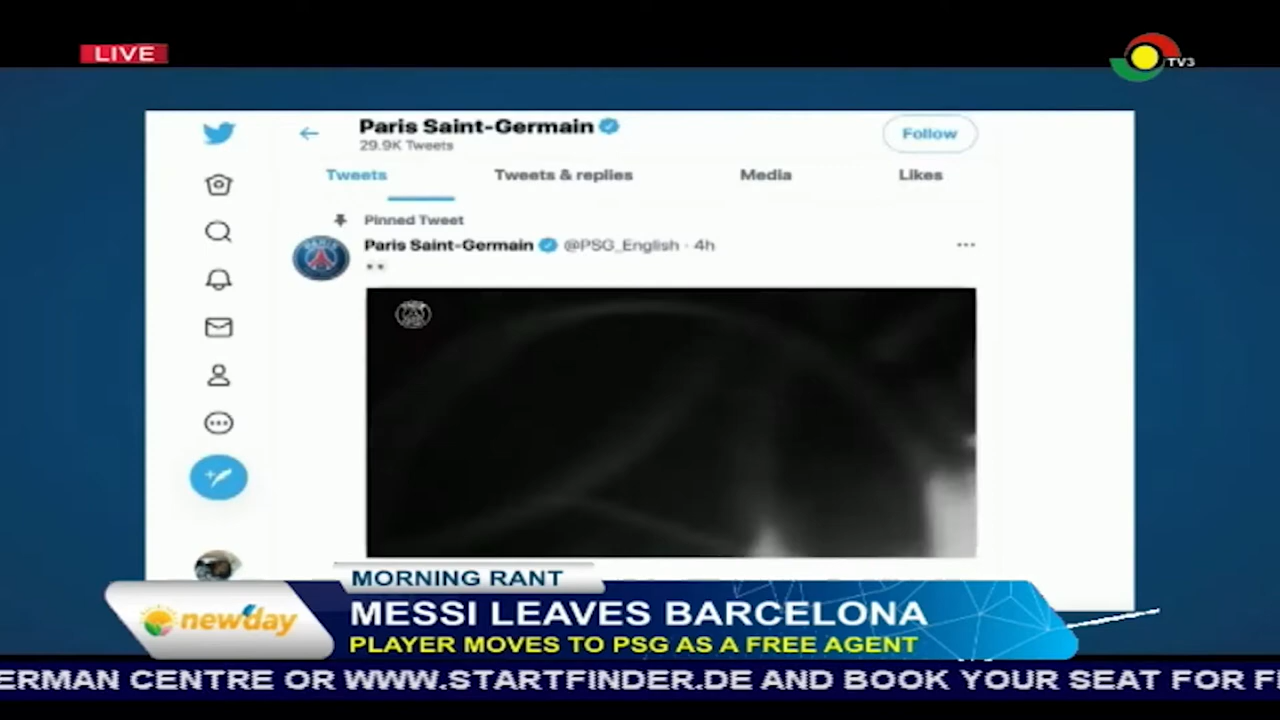 LIVE
TV3
Paris Saint-Germain
29.9K Tweets
Follow
Tweets
Tweets & replies
Media
Likes
Pinned Tweet
Paris Saint-Germain @PSG_English · 4h
MORNING RANT
newday
MESSI LEAVES BARCELONA
PLAYER MOVES TO PSG AS A FREE AGENT
ERMAN CENTRE OR WWW.STARTFINDER.DE AND BOOK YOUR SEAT FOR F